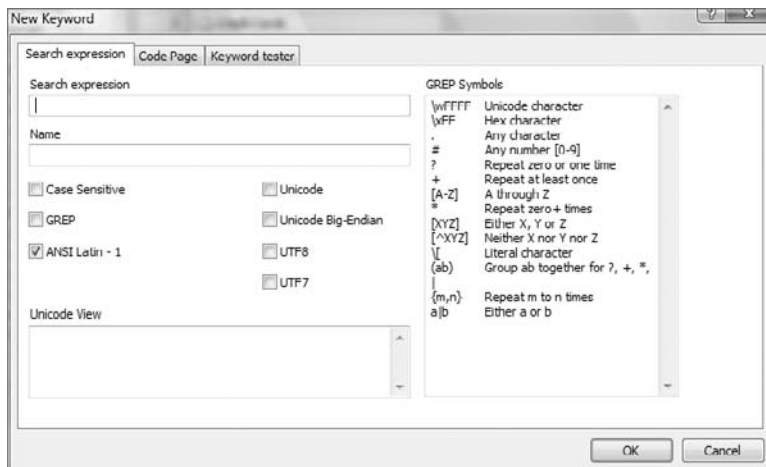 New Keyword
Search expression Code Page Keyword tester
Search expression
Name
Case Sensitive Unicode
GREP Unicode Big-Endian
ANSI Latin - 1 UTF8
UTF7
Unicode View
GREP Symbols
\wFFFF Unicode character
\xFF Hex character
. Any character
# Any number [0-9]
? Repeat zero or one time
+ Repeat at least once
[A-Z] A through Z
* Repeat zero+ times
[XYZ] Either X, Y or Z
[^XYZ] Neither X nor Y nor Z
\[ Literal character
(ab) Group ab together for ?, +, *,
|
{m,n} Repeat m to n times
a|b Either a or b
OK Cancel